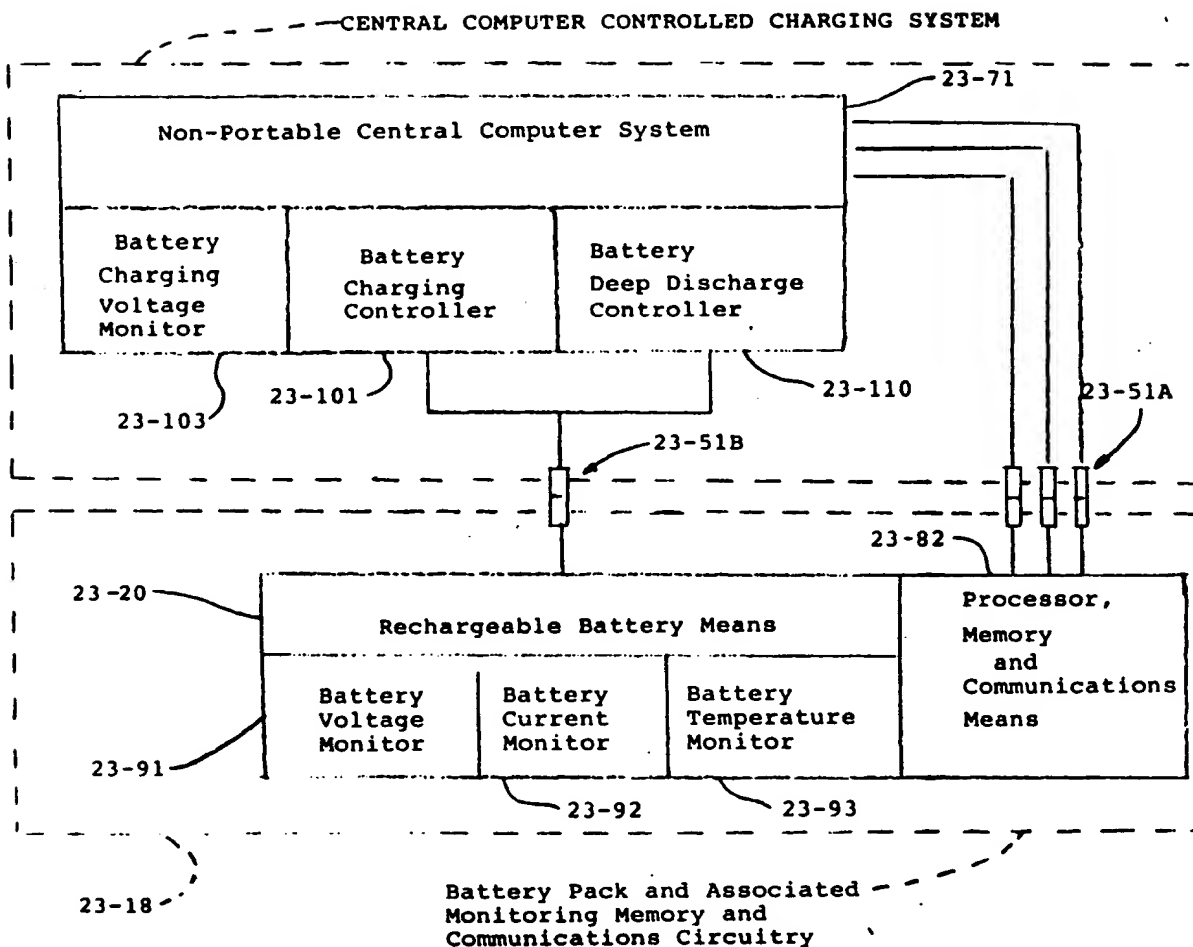 CENTRAL COMPUTER CONTROLLED CHARGING SYSTEM
23-71
Non-Portable Central Computer System
Battery
Charging
Voltage
Monitor
Battery
Charging
Controller
Battery
Deep Discharge
Controller
23-103
23-101
23-110
23-51A
23-51B
23-82
23-20
Rechargeable Battery Means
Processor,
Memory
and
Communications
Means
Battery
Voltage
Monitor
Battery
Current
Monitor
Battery
Temperature
Monitor
23-91
23-92
23-93
23-18
Battery Pack and Associated
Monitoring Memory and
Communications Circuitry